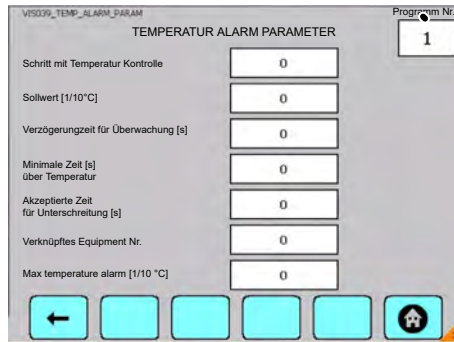 VIS039_TEMP_ALARM_PARAM
Programm Nr.
TEMPERATUR ALARM PARAMETER
1
Schritt mit Temperatur Kontrolle
0
Sollwert [1/10°C]
0
Verzögerungzeit für Überwachung [s]
0
Minimale Zeit [s]
über Temperatur
0
Akzeptierte Zeit
für Unterschreitung [s]
0
Verknüpftes Equipment Nr.
0
Max temperature alarm [1/10 °C]
0